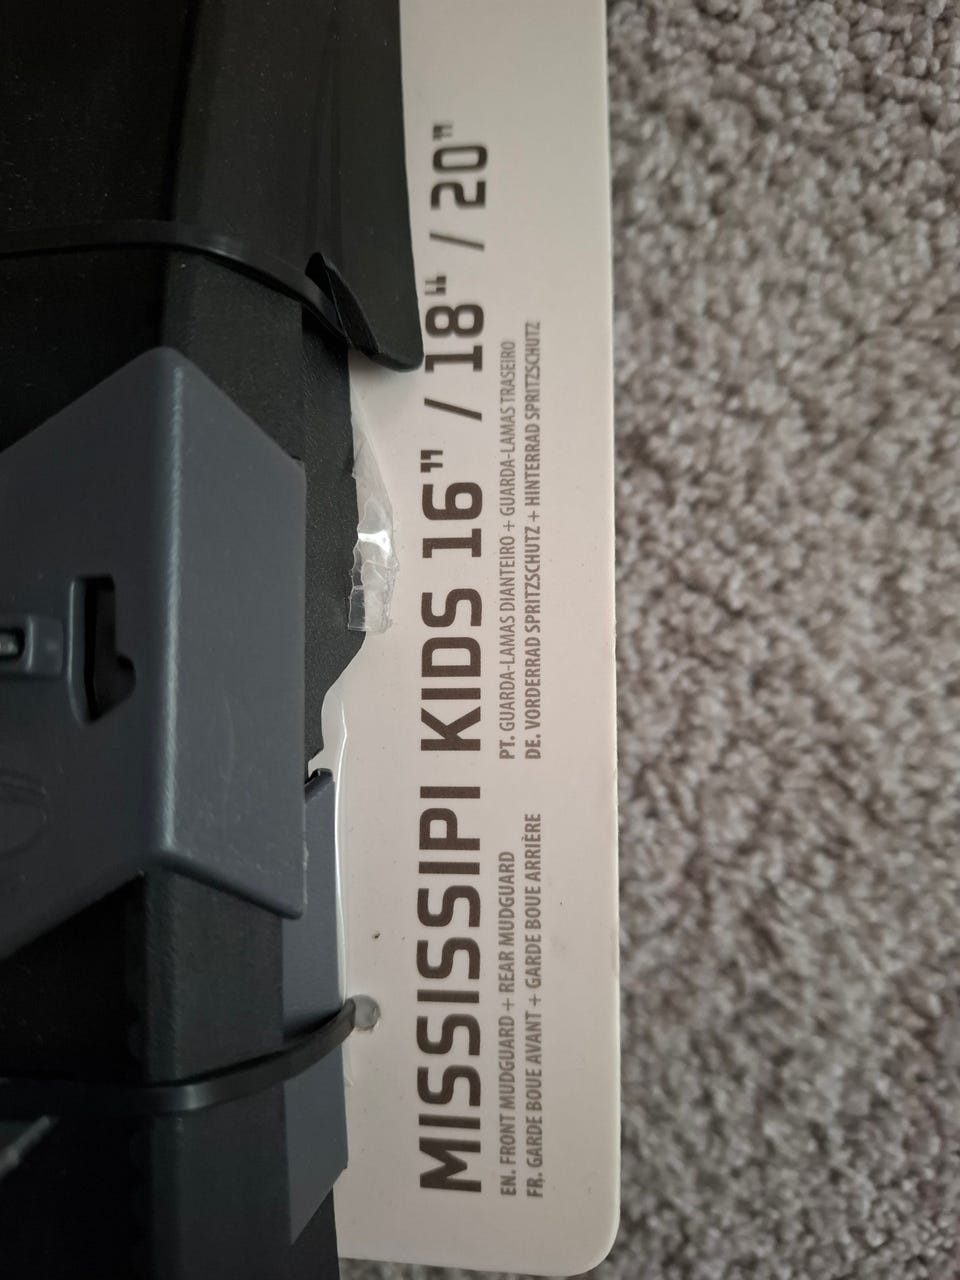 MISSISSIPI KIDS 16" / 18“ / 20"
EN. FRONT MUDGUARD + REAR MUDGUARD
FR. GARDE BOUE AVANT + GARDE BOUE ARRIÈRE
PT. GUARDA-LAMAS DIANTEIRO + GUARDA-LAMAS TRASEIRO
DE. VORDERRAD SPRITZSCHUTZ + HINTERRAD SPRITZSCHUTZ